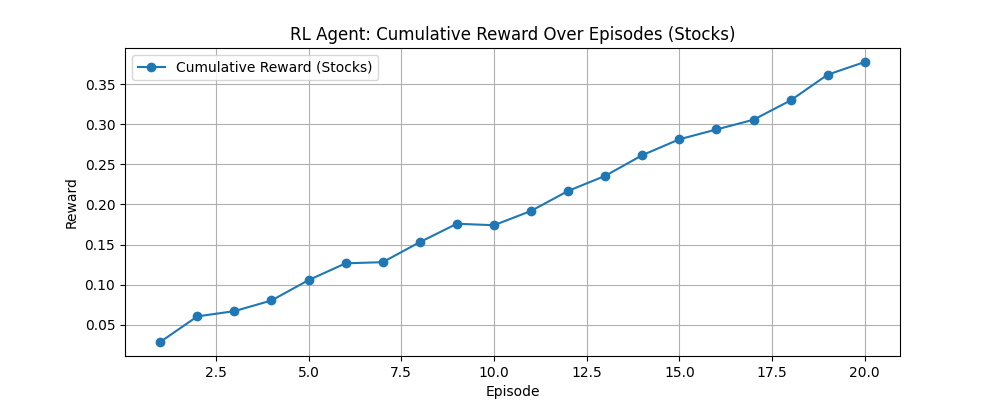 RL Agent: Cumulative Reward Over Episodes (Stocks)
Cumulative Reward (Stocks)
Reward
0.35
0.30
0.25
0.20
0.15
0.10
0.05
2.5 5.0 7.5 10.0 12.5 15.0 17.5 20.0
Episode